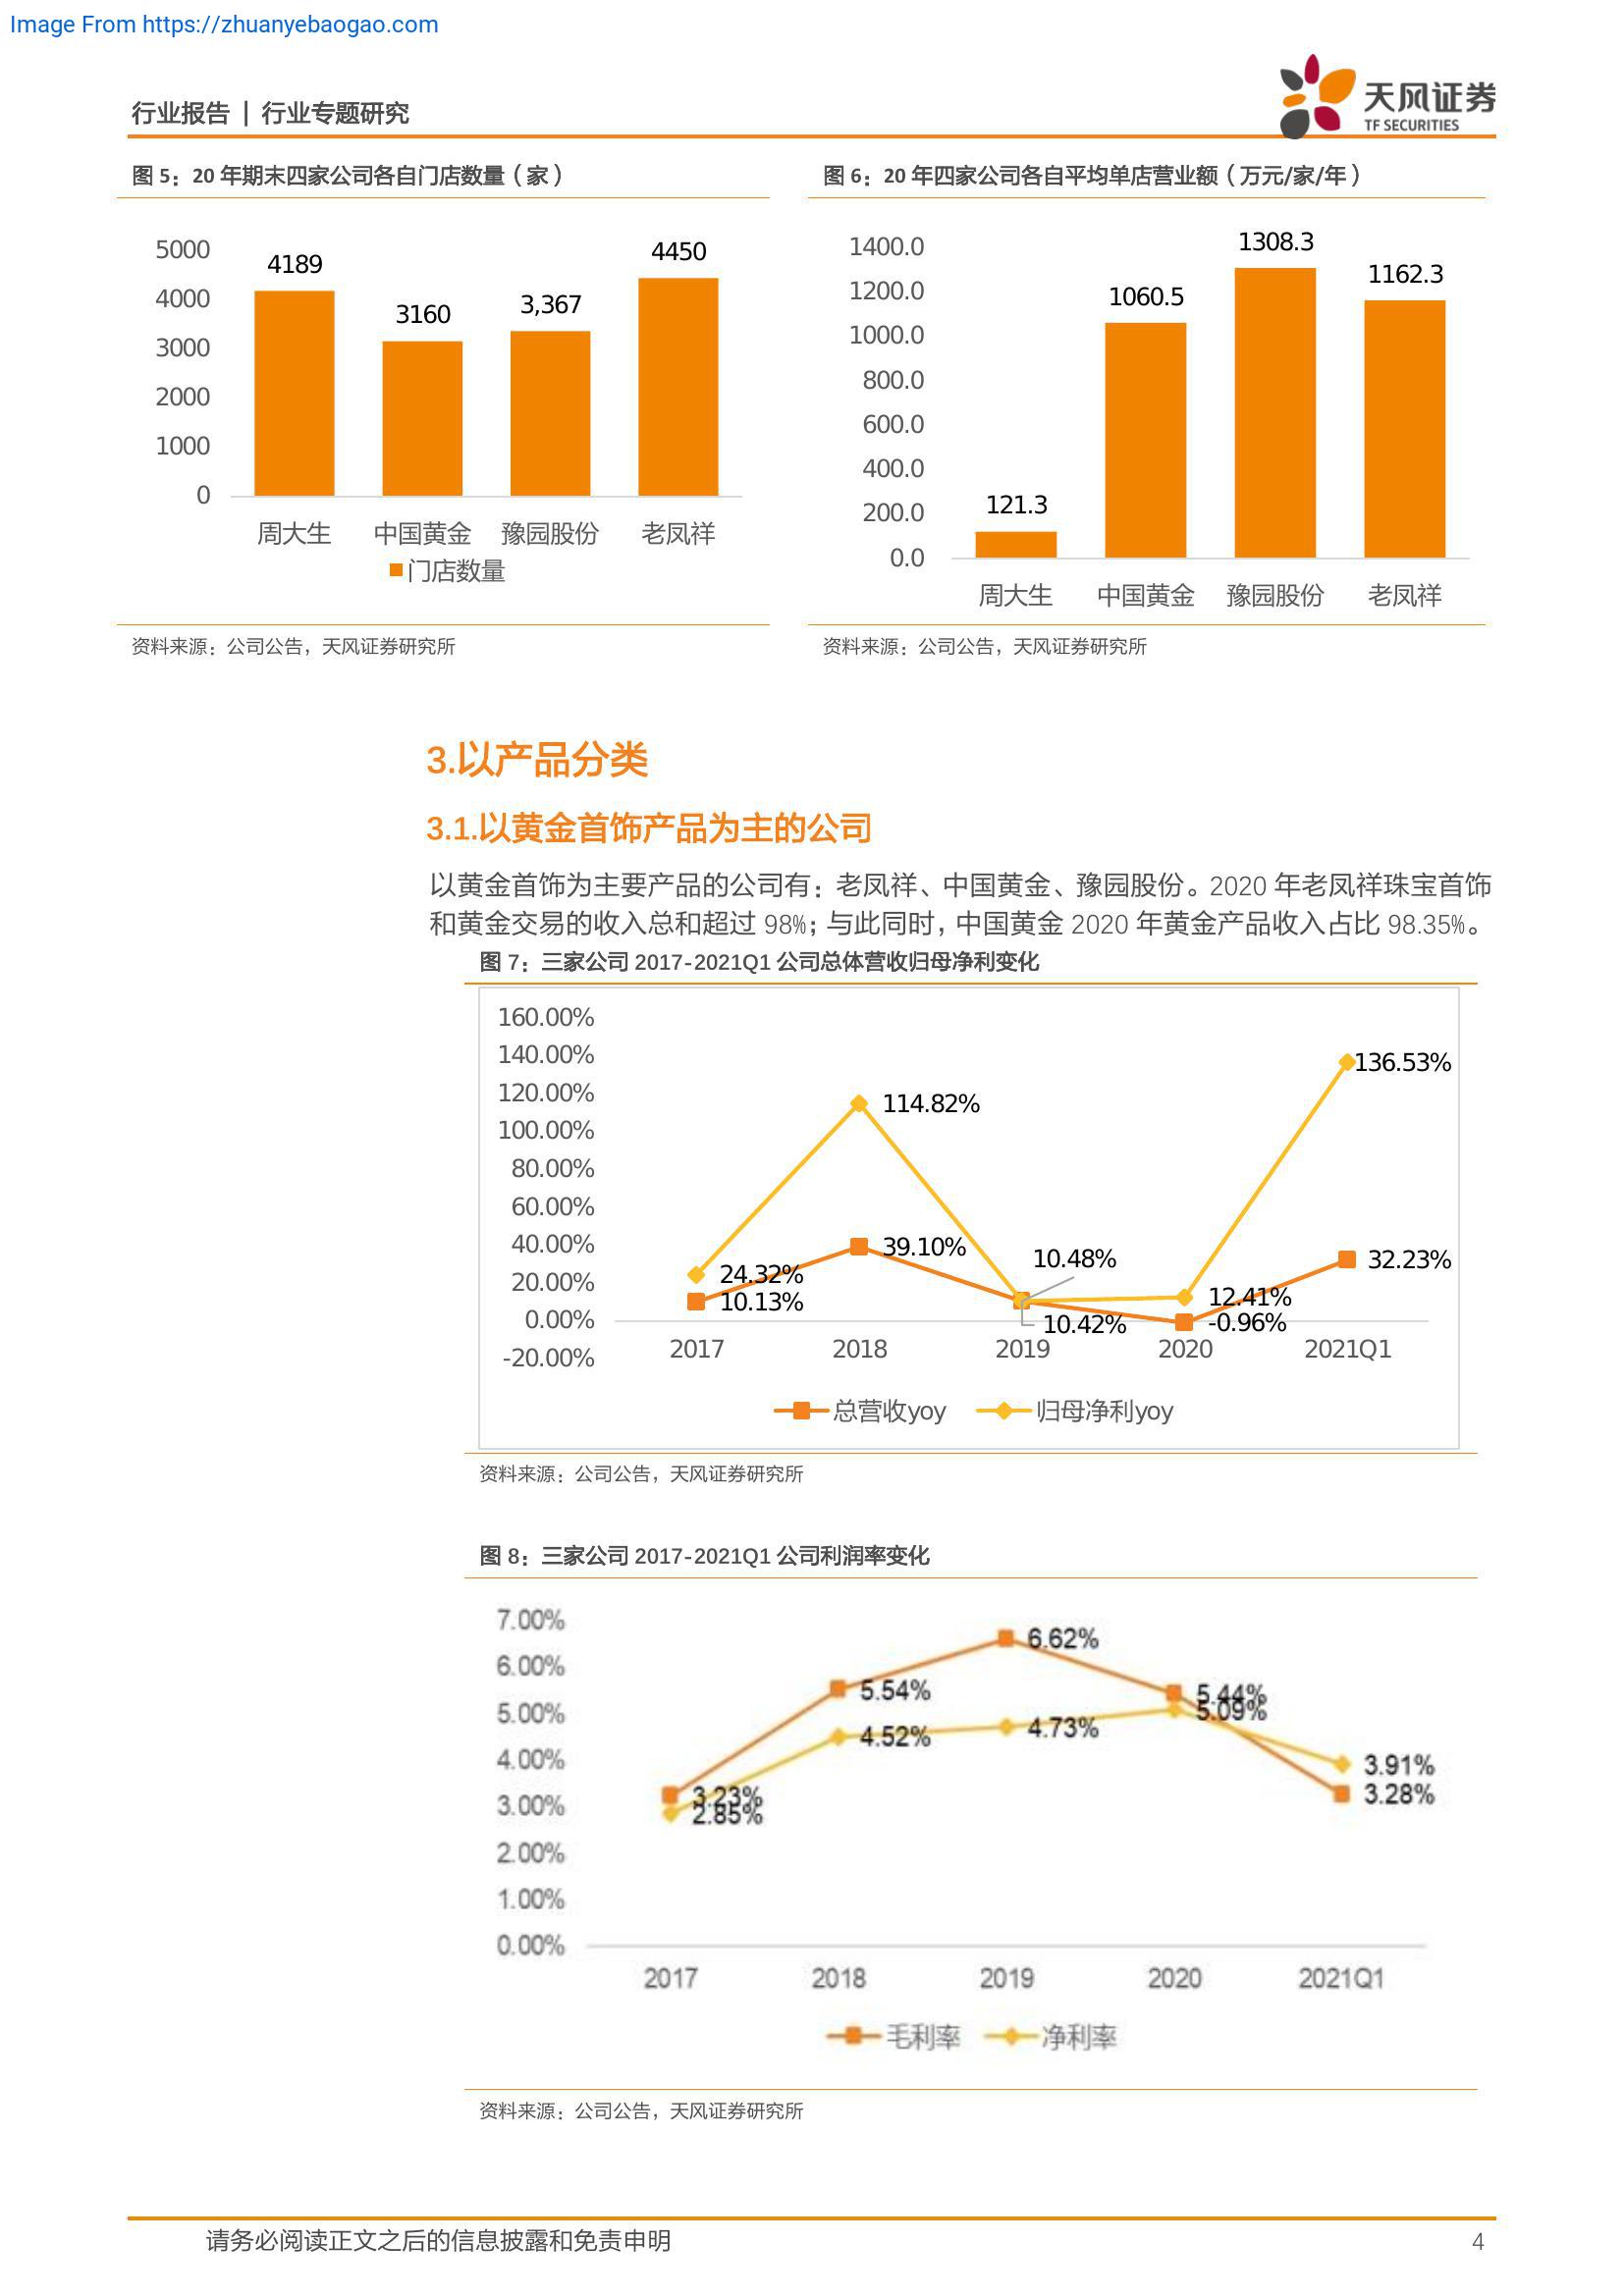 Image From https://zhuanyebaogao.com
行业报告 | 行业专题研究
天风证券
TF SECURITIES
图 5：20 年期末四家公司各自门店数量（家）
5000
4000
3000
2000
1000
0
4189
3160
3,367
4450
周大生 中国黄金 豫园股份 老凤祥
门店数量
资料来源：公司公告，天风证券研究所
图 6：20 年四家公司各自平均单店营业额（万元/家/年）
1400.0
1200.0
1000.0
800.0
600.0
400.0
200.0
0.0
121.3
1060.5
1308.3
1162.3
周大生 中国黄金 豫园股份 老凤祥
资料来源：公司公告，天风证券研究所
3.以产品分类
3.1.以黄金首饰产品为主的公司
以黄金首饰为主要产品的公司有：老凤祥、中国黄金、豫园股份。2020 年老凤祥珠宝首饰
和黄金交易的收入总和超过 98%；与此同时，中国黄金 2020 年黄金产品收入占比 98.35%。
图 7：三家公司 2017-2021Q1 公司总体营收归母净利变化
160.00%
140.00%
120.00%
100.00%
80.00%
60.00%
40.00%
20.00%
0.00%
-20.00%
24.32%
10.13%
114.82%
39.10%
10.48%
10.42%
12.41%
-0.96%
136.53%
32.23%
2017 2018 2019 2020 2021Q1
总营收yoy 归母净利yoy
资料来源：公司公告，天风证券研究所
图 8：三家公司 2017-2021Q1 公司利润率变化
7.00%
6.00%
5.00%
4.00%
3.00%
2.00%
1.00%
0.00%
3.23%
2.85%
5.54%
4.52%
6.62%
4.73%
5.44%
5.09%
3.91%
3.28%
2017 2018 2019 2020 2021Q1
毛利率 净利率
资料来源：公司公告，天风证券研究所
请务必阅读正文之后的信息披露和免责申明 4